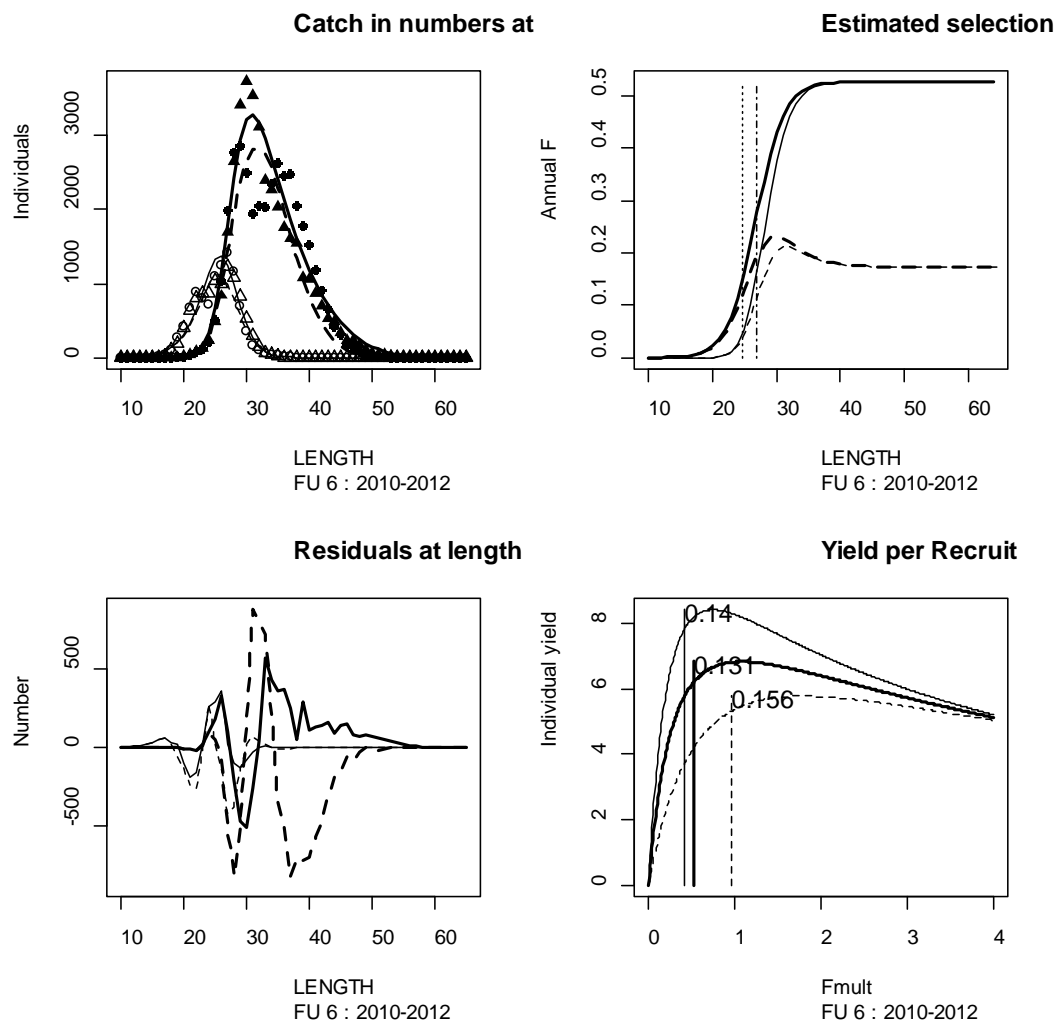 Catch in numbers at
Individuals
0 1000 3000
10 20 30 40 50 60
LENGTH
FU 6 : 2010-2012
Estimated selection
Annual F
0.0 0.1 0.2 0.3 0.4 0.5
10 20 30 40 50 60
LENGTH
FU 6 : 2010-2012
Residuals at length
Number
-500 0 500
10 20 30 40 50 60
LENGTH
FU 6 : 2010-2012
Yield per Recruit
Individual yield
0 2 4 6 8
0.14
0.131
0.156
0 1 2 3 4
Fmult
FU 6 : 2010-2012